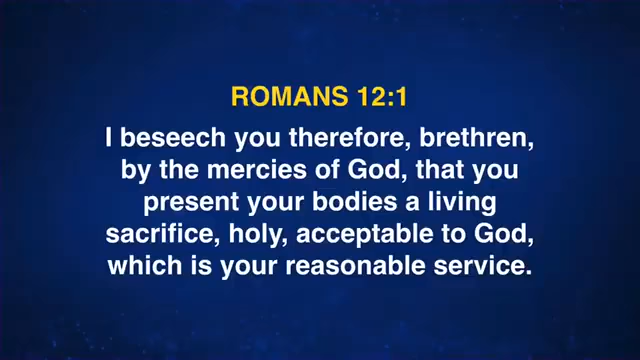 ROMANS 12:1
I beseech you therefore, brethren,
by the mercies of God, that you
present your bodies a living
sacrifice, holy, acceptable to God,
which is your reasonable service.